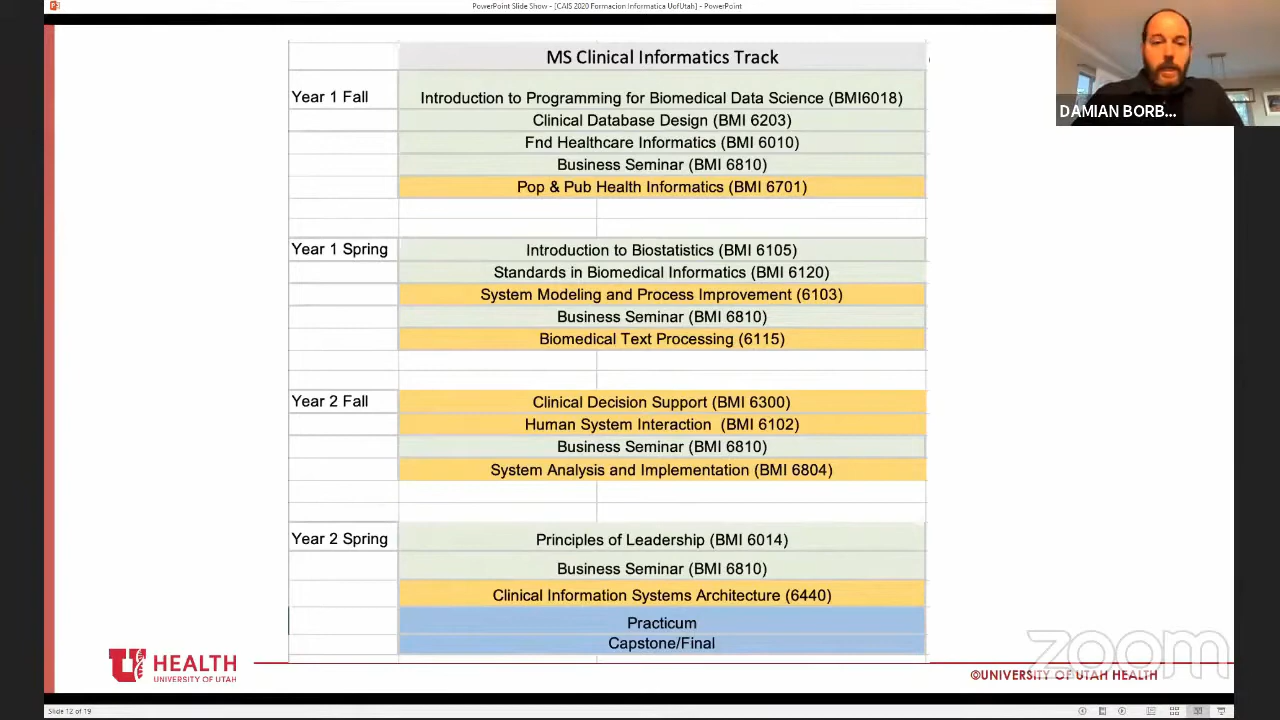 PowerPoint Slide Show - [CAIS 2020 Formacion Informatica UofUtah] - PowerPoint
MS Clinical Informatics Track
Year 1 Fall
Introduction to Programming for Biomedical Data Science (BMI6018)
Clinical Database Design (BMI 6203)
Fnd Healthcare Informatics (BMI 6010)
Business Seminar (BMI 6810)
Pop & Pub Health Informatics (BMI 6701)
Year 1 Spring
Introduction to Biostatistics (BMI 6105)
Standards in Biomedical Informatics (BMI 6120)
System Modeling and Process Improvement (6103)
Business Seminar (BMI 6810)
Biomedical Text Processing (6115)
Year 2 Fall
Clinical Decision Support (BMI 6300)
Human System Interaction (BMI 6102)
Business Seminar (BMI 6810)
System Analysis and Implementation (BMI 6804)
Year 2 Spring
Principles of Leadership (BMI 6014)
Business Seminar (BMI 6810)
Clinical Information Systems Architecture (6440)
Practicum
Capstone/Final
DAMIAN BORB...
U HEALTH
UNIVERSITY OF UTAH
zoom
©UNIVERSITY OF UTAH HEALTH
Slide 12 of 19